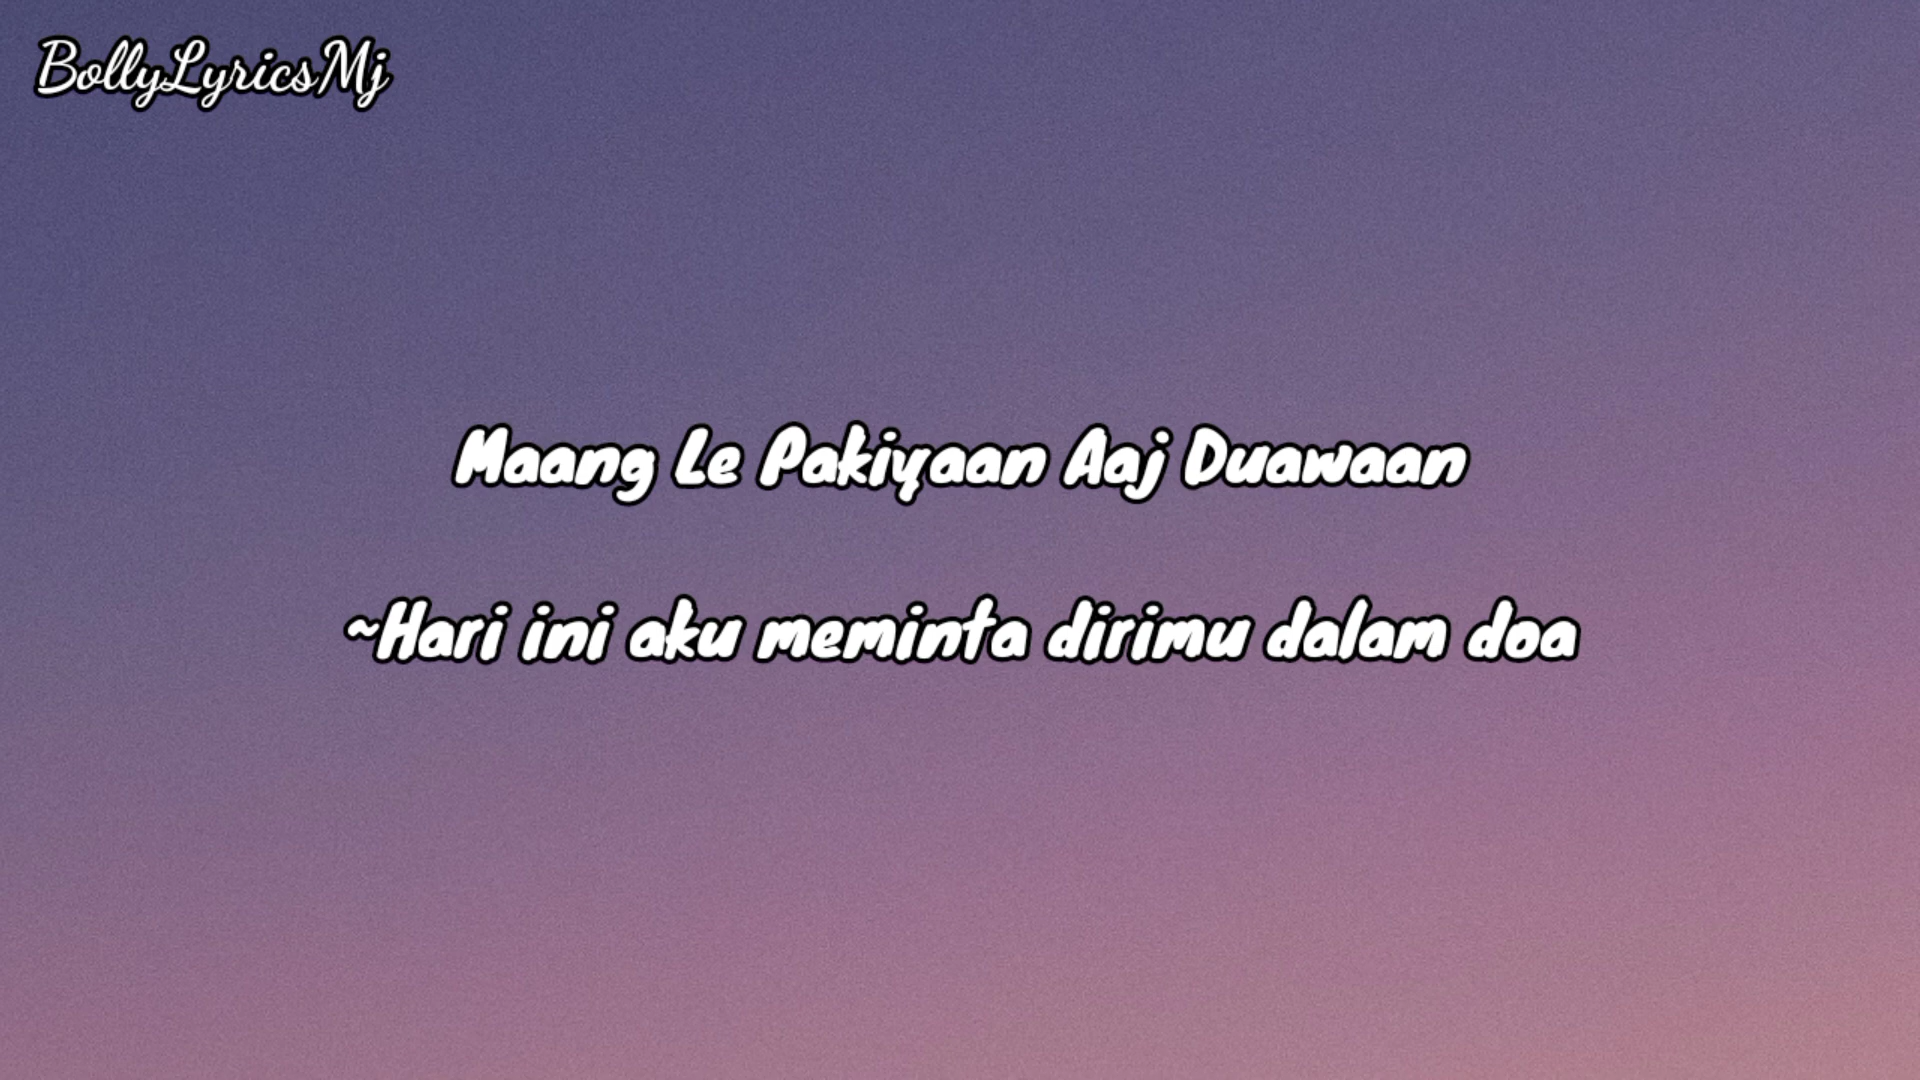 BollyLyricsMj
Maang Le Pakiyaan Aaj Duawaan
~Hari ini aku meminta dirimu dalam doa